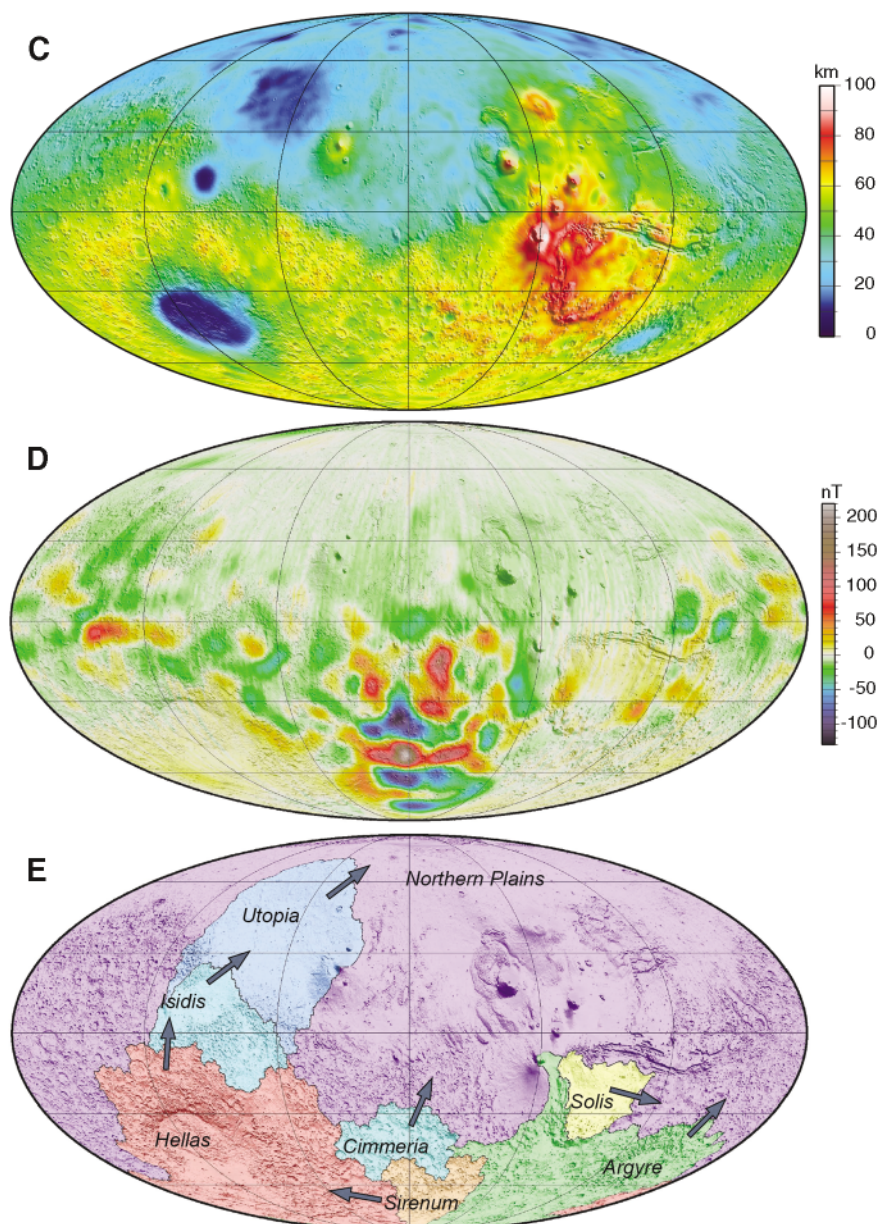 C
km
100
80
60
40
20
0
D
nT
200
150
100
50
0
-50
-100
E
Northern Plains
Utopia
Isidis
Solis
Hellas
Cimmeria
Argyre
Sirenum